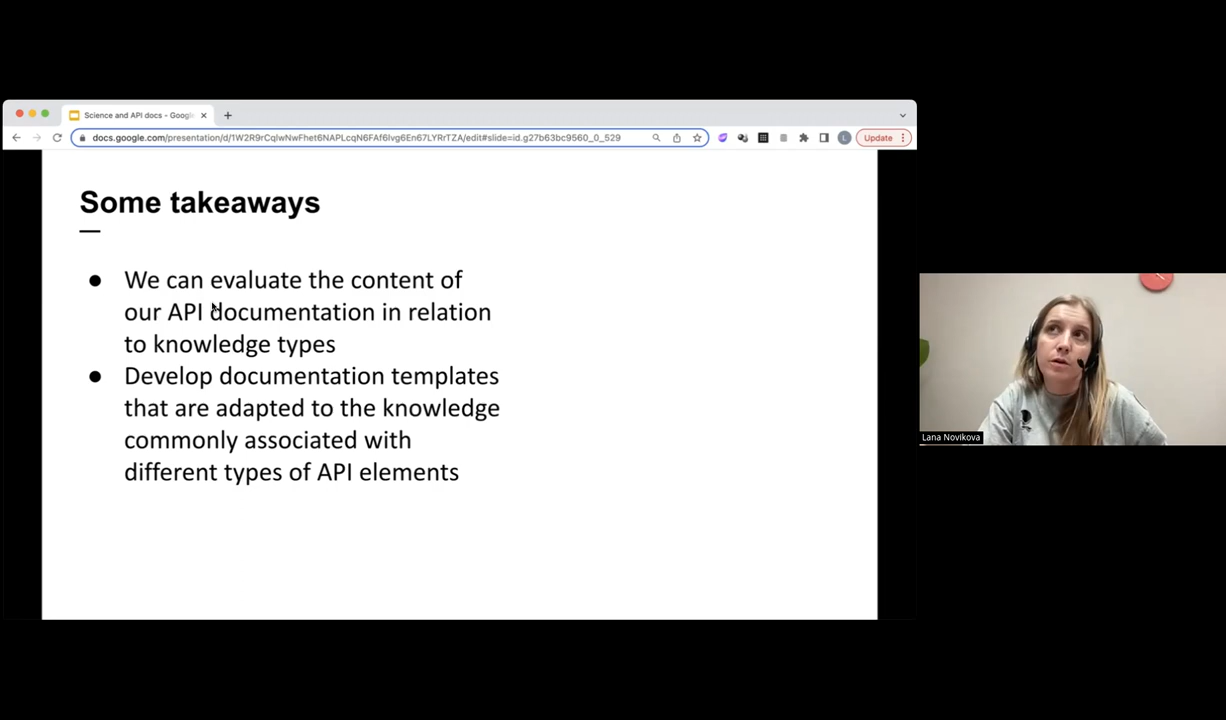 Science and API docs - Googl
docs.google.com/presentation/d/1W2R9rCqlwNwFhet6NAPLcqN6FAf6Ivg6En67LYRrTZA/edit#slide=id.g27b63bc9560_0_529
L
Update
Some takeaways
● We can evaluate the content of
our API documentation in relation
to knowledge types
● Develop documentation templates
that are adapted to the knowledge
commonly associated with
different types of API elements
Lana Novikova